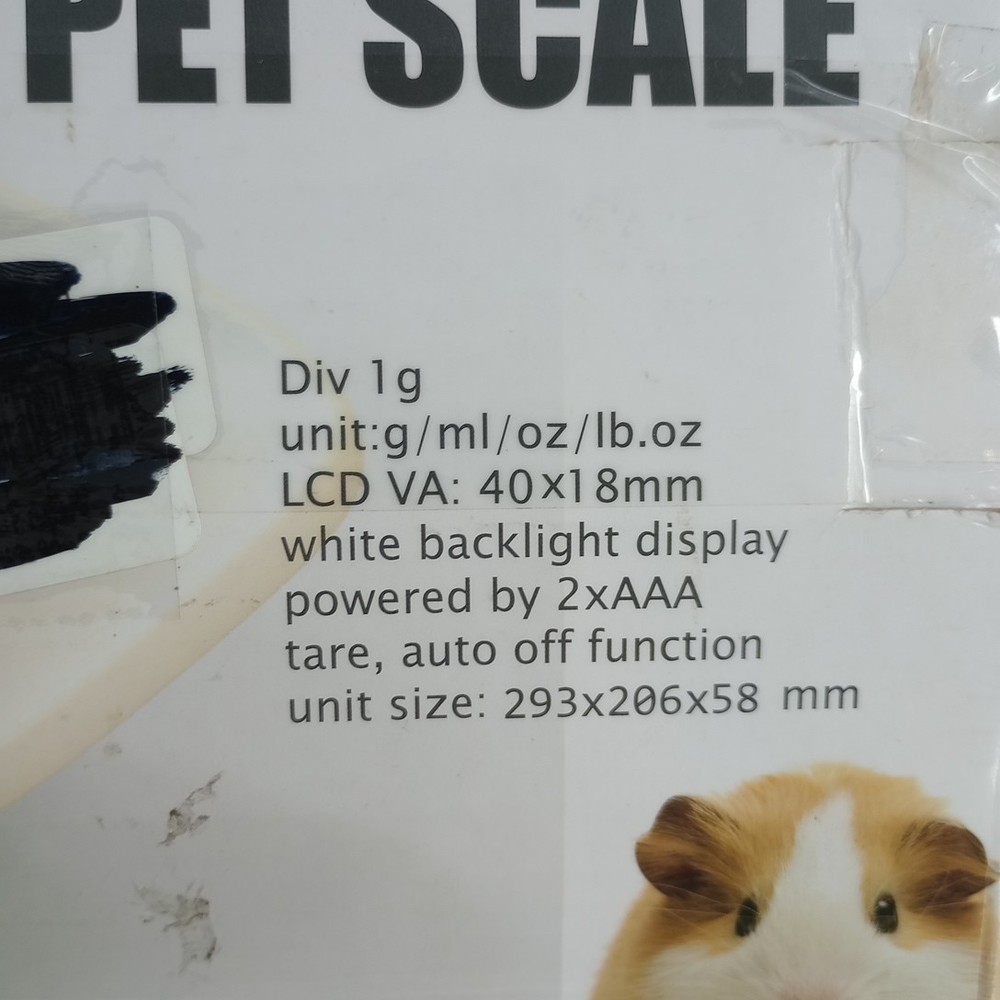 PET SCALE
Div 1g
unit:g/ml/oz/lb.oz
LCD VA: 40x18mm
white backlight display
powered by 2xAAA
tare, auto off function
unit size: 293x206x58 mm